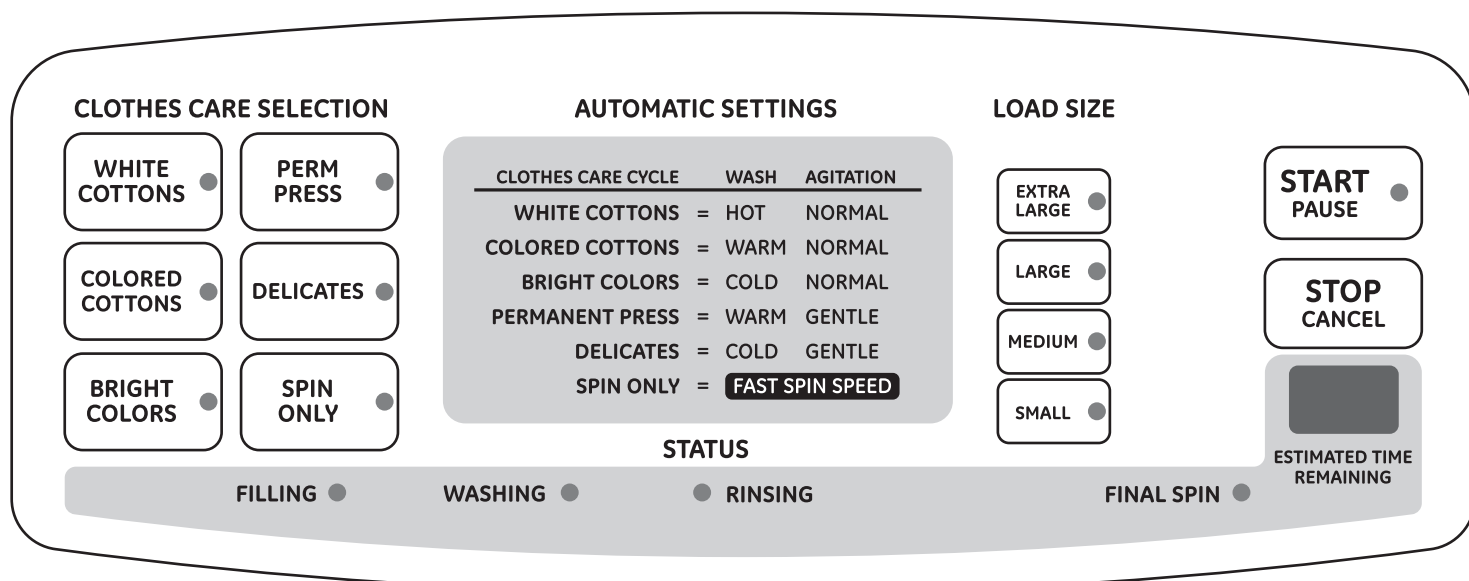 CLOTHES CARE SELECTION
WHITE
COTTONS
PERM
PRESS
COLORED
COTTONS
DELICATES
BRIGHT
COLORS
SPIN
ONLY
AUTOMATIC SETTINGS
CLOTHES CARE CYCLE WASH AGITATION
WHITE COTTONS = HOT NORMAL
COLORED COTTONS = WARM NORMAL
BRIGHT COLORS = COLD NORMAL
PERMANENT PRESS = WARM GENTLE
DELICATES = COLD GENTLE
SPIN ONLY = FAST SPIN SPEED
LOAD SIZE
EXTRA
LARGE
LARGE
MEDIUM
SMALL
START
PAUSE
STOP
CANCEL
ESTIMATED TIME
REMAINING
STATUS
FILLING WASHING RINSING FINAL SPIN